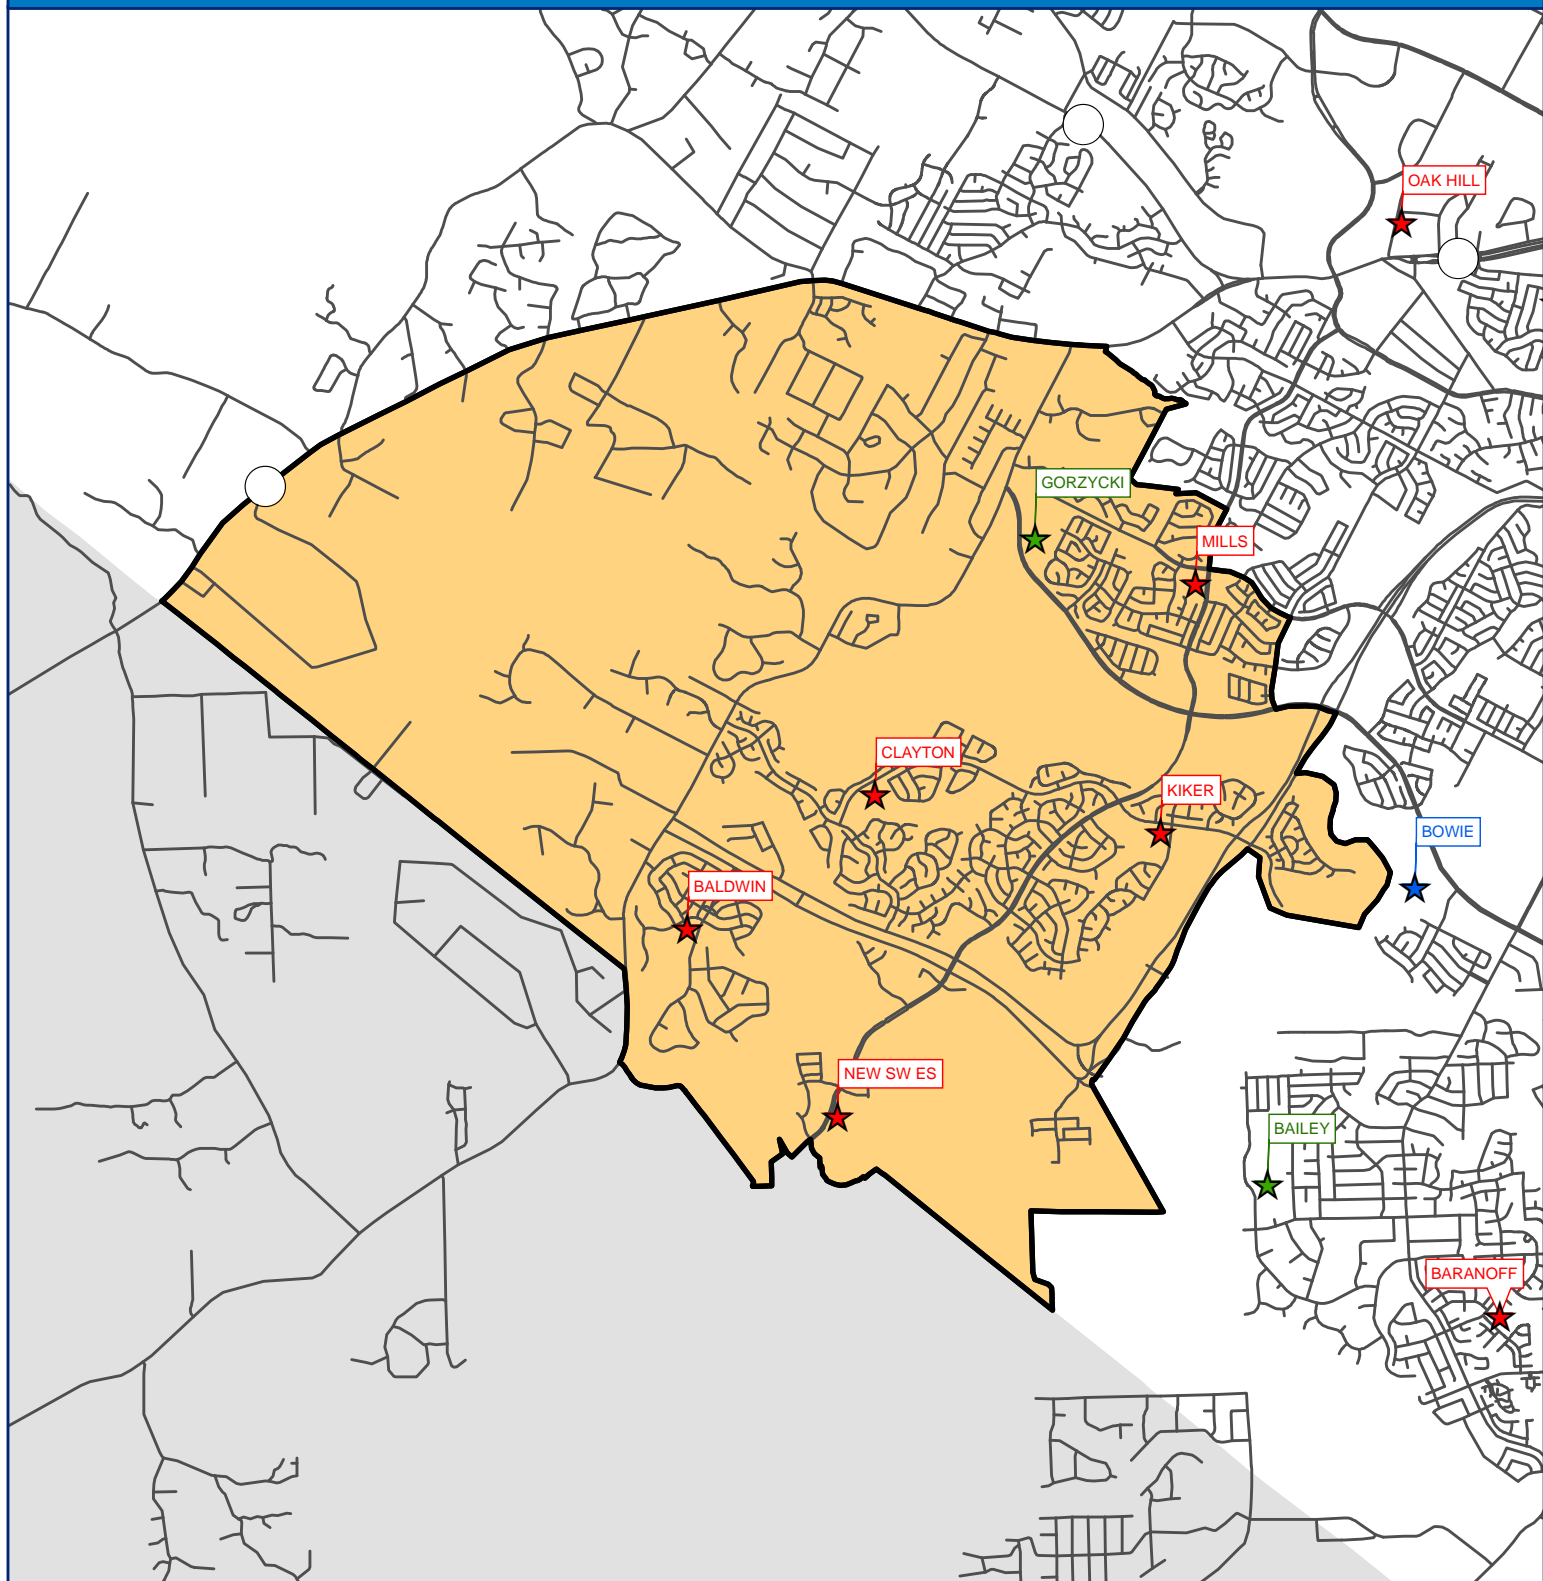 OAK HILL
GORZYCKI
MILLS
CLAYTON
KIKER
BOWIE
BALDWIN
NEW SW ES
BAILEY
BARANOFF